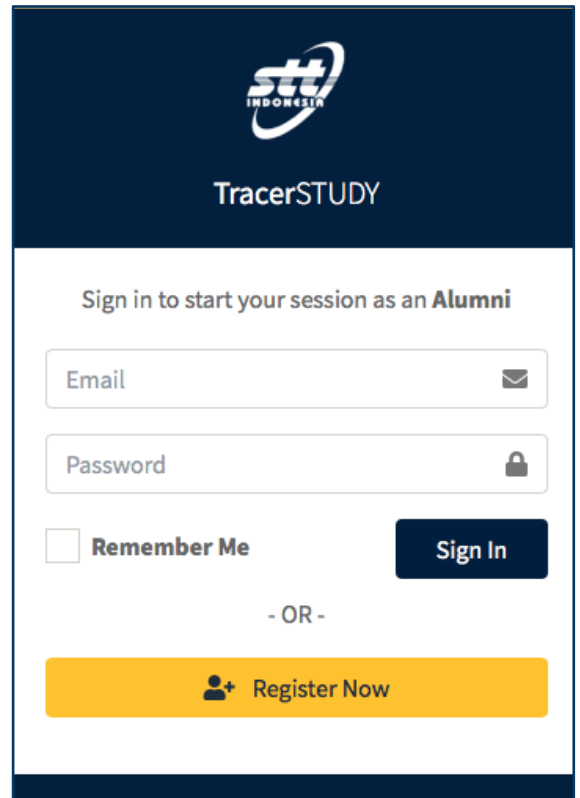 stt
INDONESIA
TracerSTUDY
Sign in to start your session as an Alumni
Email
Password
Remember Me
Sign In
- OR -
Register Now